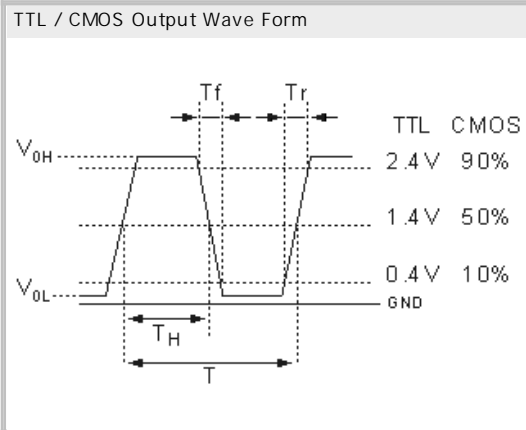 TTL / CMOS Output Wave Form
Tf Tr
TTL CMOS
V0H 2.4V 90%
1.4V 50%
0.4V 10%
V0L GND
TH
T